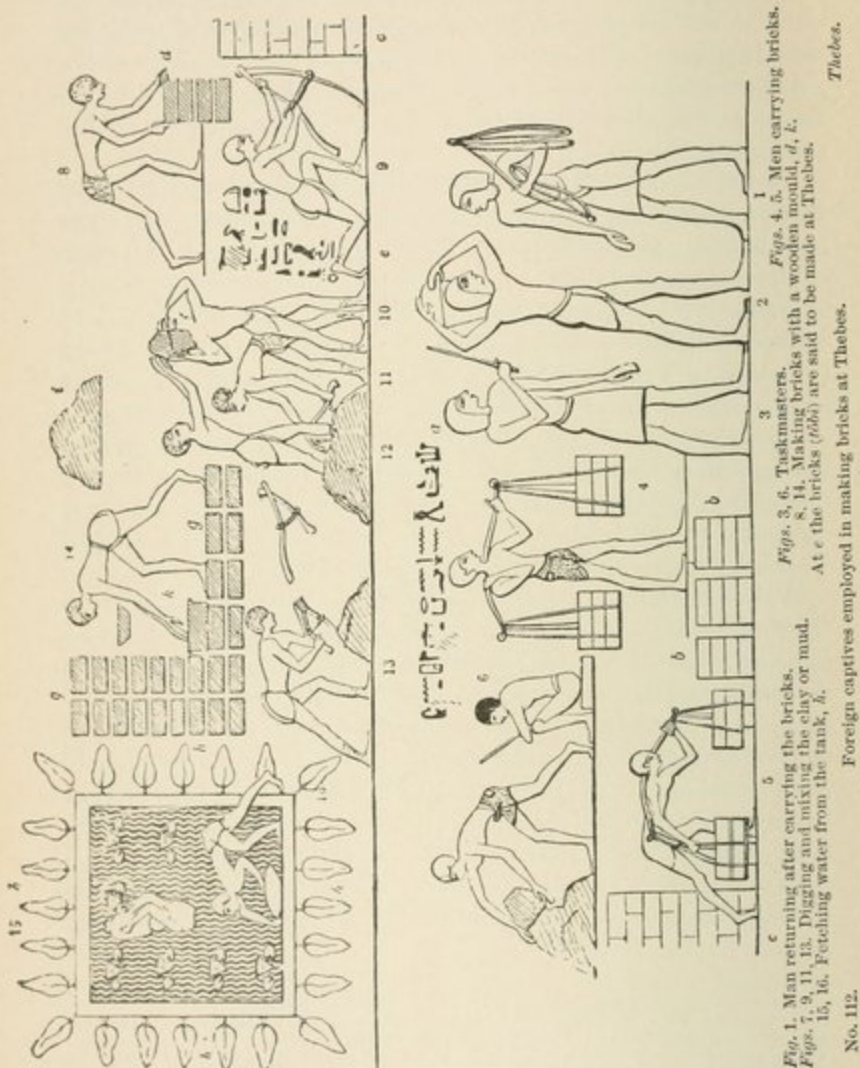 Fig. 1. Man returning after carrying the bricks.
Figs. 3, 6. Taskmasters.
Figs. 4, 5. Men carrying bricks.
Figs. 7, 9, 11, 13. Digging and mixing the clay or mud.
8, 14. Making bricks with a wooden mould, d, k.
15, 16. Fetching water from the tank, h.
At e the bricks (tôbi) are said to be made at Thebes.
No. 112.
Foreign captives employed in making bricks at Thebes.
Thebes.